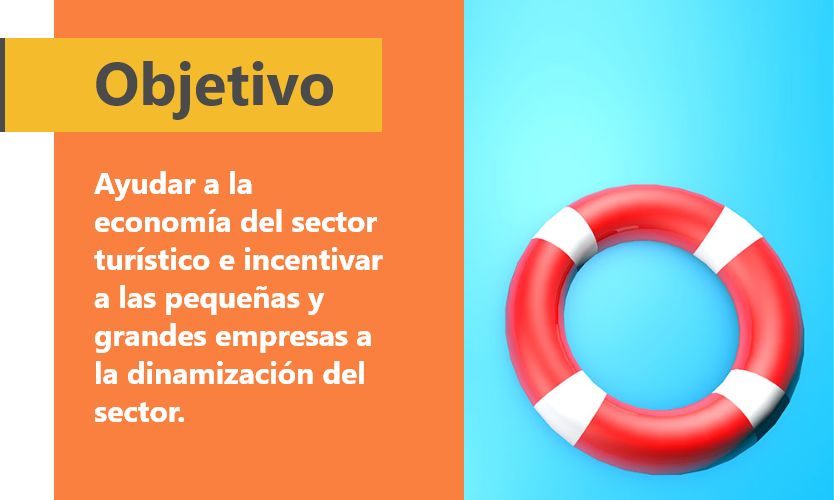 Objetivo
Ayudar a la
economía del sector
turístico e incentivar
a las pequeñas y
grandes empresas a
la dinamización del
sector.